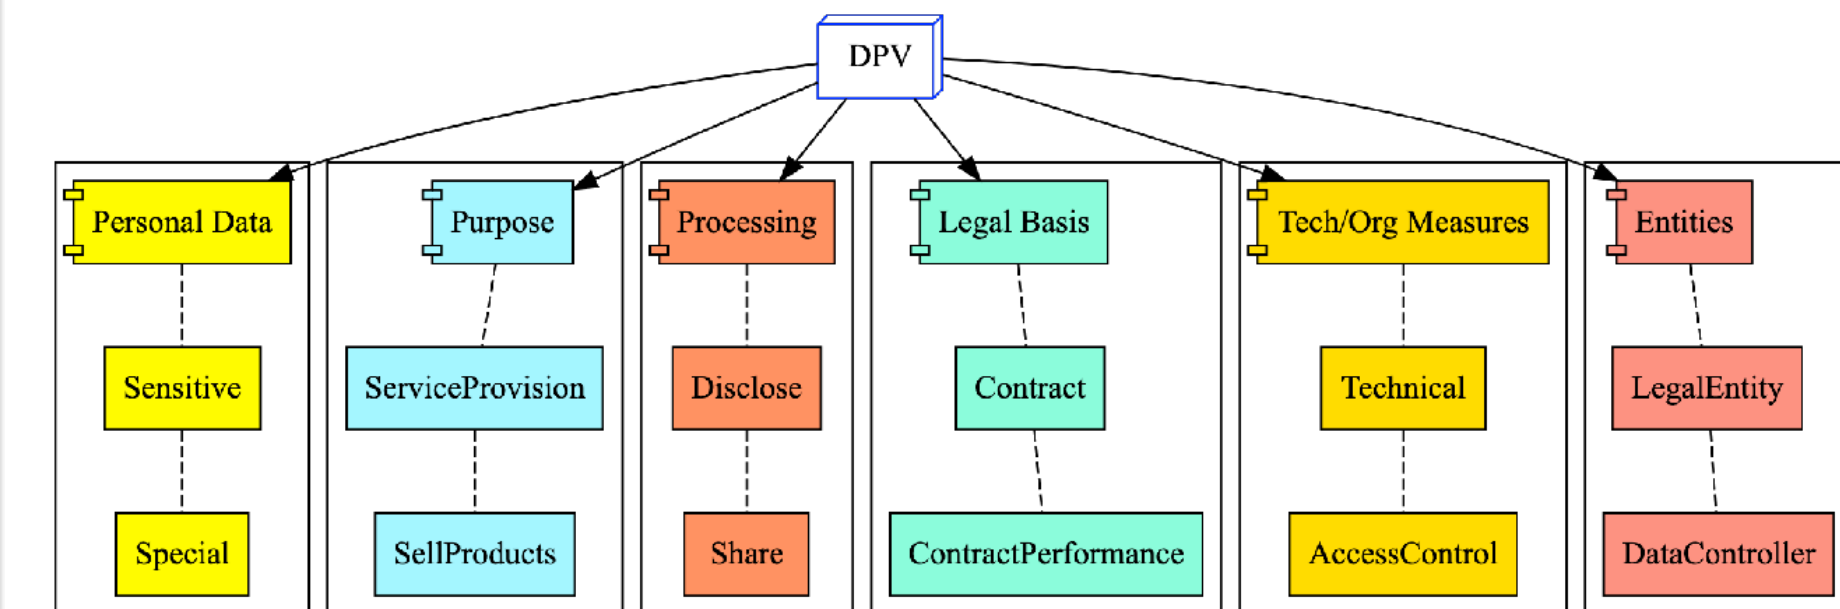 DPV
Personal Data
Purpose
Processing
Legal Basis
Tech/Org Measures
Entities
Sensitive
ServiceProvision
Disclose
Contract
Technical
LegalEntity
Special
SellProducts
Share
ContractPerformance
AccessControl
DataController